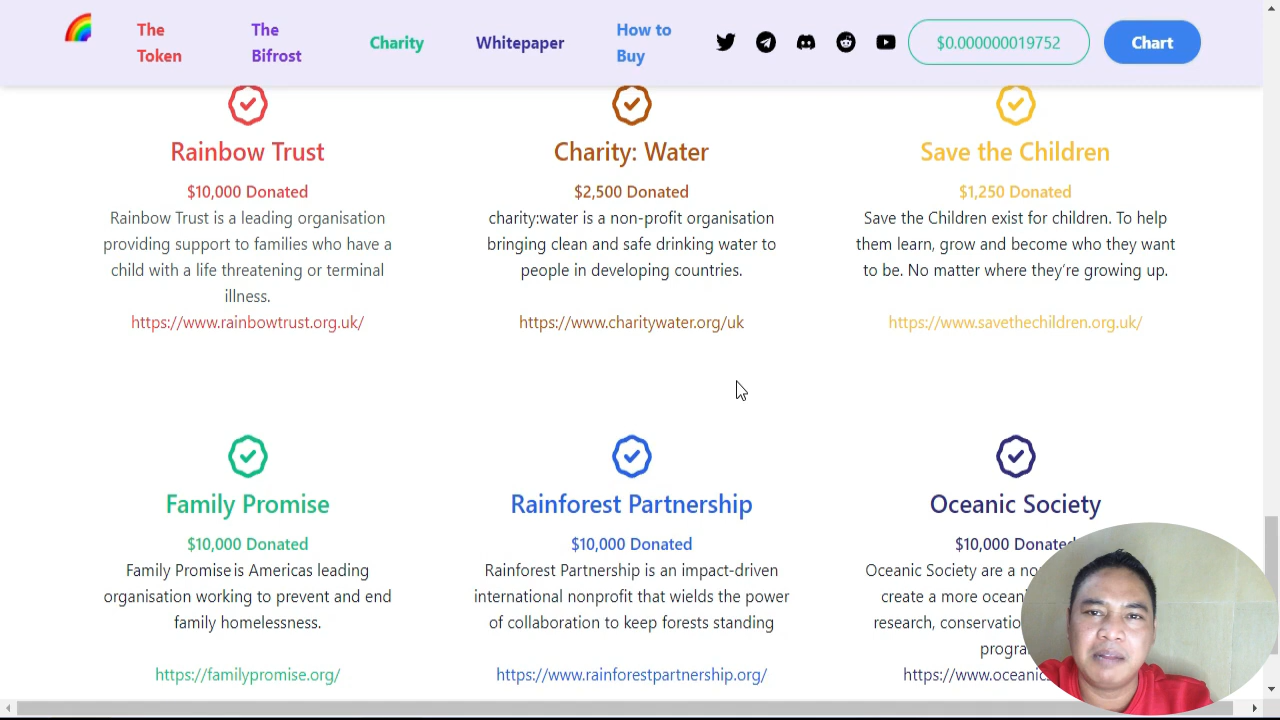 The Token
The Bifrost
Charity
Whitepaper
How to Buy
$0.000000019752
Chart
Rainbow Trust
$10,000 Donated
Rainbow Trust is a leading organisation
providing support to families who have a
child with a life threatening or terminal
illness.
https://www.rainbowtrust.org.uk/
Charity: Water
$2,500 Donated
charity:water is a non-profit organisation
bringing clean and safe drinking water to
people in developing countries.
https://www.charitywater.org/uk
Save the Children
$1,250 Donated
Save the Children exist for children. To help
them learn, grow and become who they want
to be. No matter where they're growing up.
https://www.savethechildren.org.uk/
Family Promise
$10,000 Donated
Family Promise is Americas leading
organisation working to prevent and end
family homelessness.
https://familypromise.org/
Rainforest Partnership
$10,000 Donated
Rainforest Partnership is an impact-driven
international nonprofit that wields the power
of collaboration to keep forests standing
https://www.rainforestpartnership.org/
Oceanic Society
$10,000 Donated
Oceanic Society are a
create a more
research,
https://www.oceanic